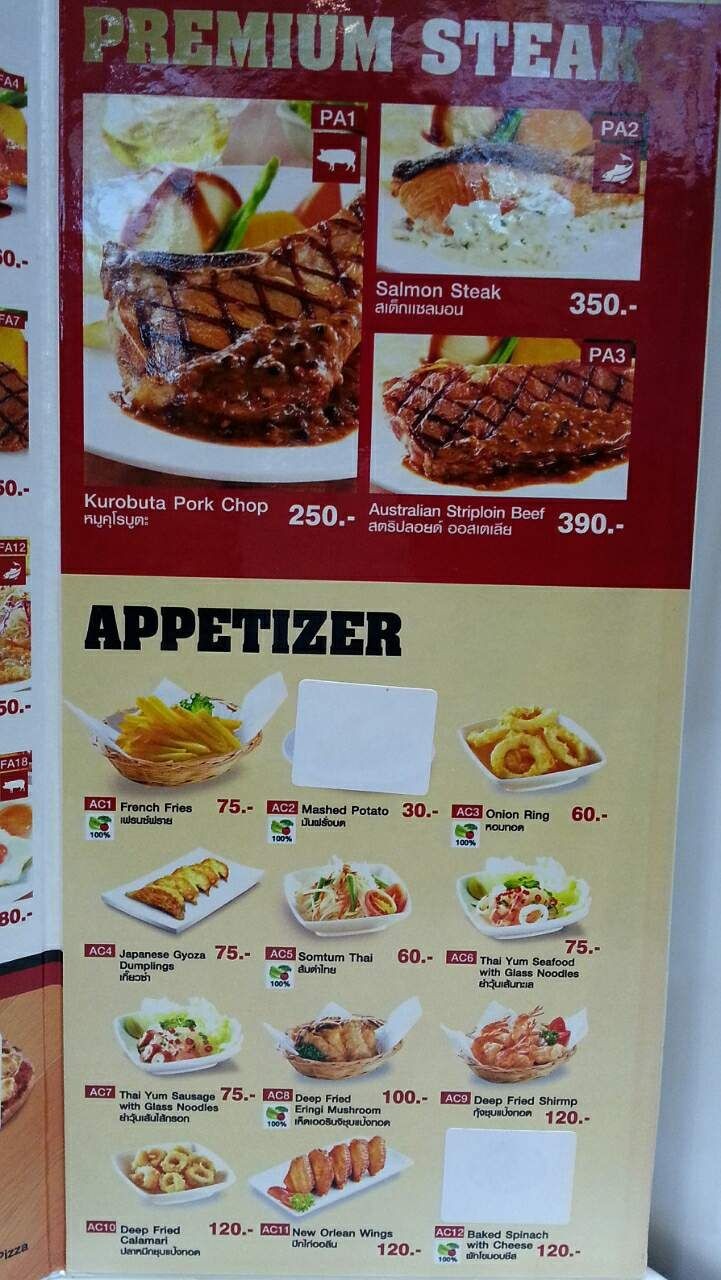 PREMIUM STEAK
PA1
PA2
Salmon Steak
สเต็กแซลมอน
350.-
PA3
Kurobuta Pork Chop
หมูคุโรบูตะ
250.-
Australian Striploin Beef
สตริปลอยด์ ออสเตเลีย
390.-
APPETIZER
AC1 French Fries 75.-
เฟรนช์ฟราย
100%
AC2 Mashed Potato 30.-
มันฝรั่งบด
100%
AC3 Onion Ring 60.-
หอมทอด
100%
AC4 Japanese Gyoza 75.-
Dumplings
เกี๊ยวซ่า
AC5 Somtum Thai 60.-
ส้มตำไทย
100%
75.-
AC6 Thai Yum Seafood
with Glass Noodles
ยำวุ้นเส้นทะเล
AC7 Thai Yum Sausage 75.-
with Glass Noodles
ยำวุ้นเส้นไส้กรอก
AC8 Deep Fried 100.-
Eringi Mushroom
เห็ดเออรินจิชุบแป้งทอด
100%
AC9 Deep Fried Shirmp
กุ้งชุบแป้งทอด
120.-
AC10 Deep Fried 120.-
Calamari
ปลาหมึกชุบแป้งทอด
AC11 New Orlean Wings
ปีกไก่ออลีน
120.-
AC12 Baked Spinach
with Cheese 120.-
ผักโขมอบชีส
100%
FA4
0.-
FA7
50.-
FA12
50.-
FA18
80.-
Pizza